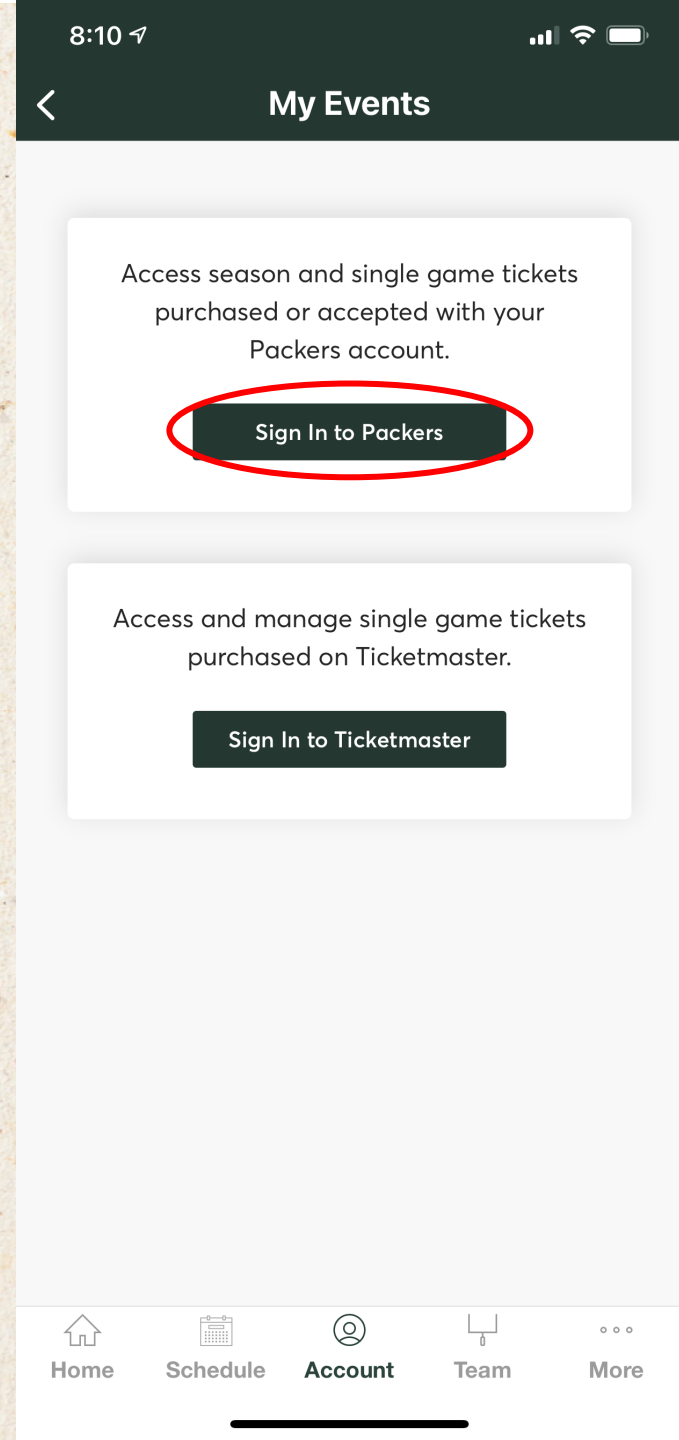 8:10
My Events
Access season and single game tickets
purchased or accepted with your
Packers account.
Sign In to Packers
Access and manage single game tickets
purchased on Ticketmaster.
Sign In to Ticketmaster
Home Schedule Account Team More